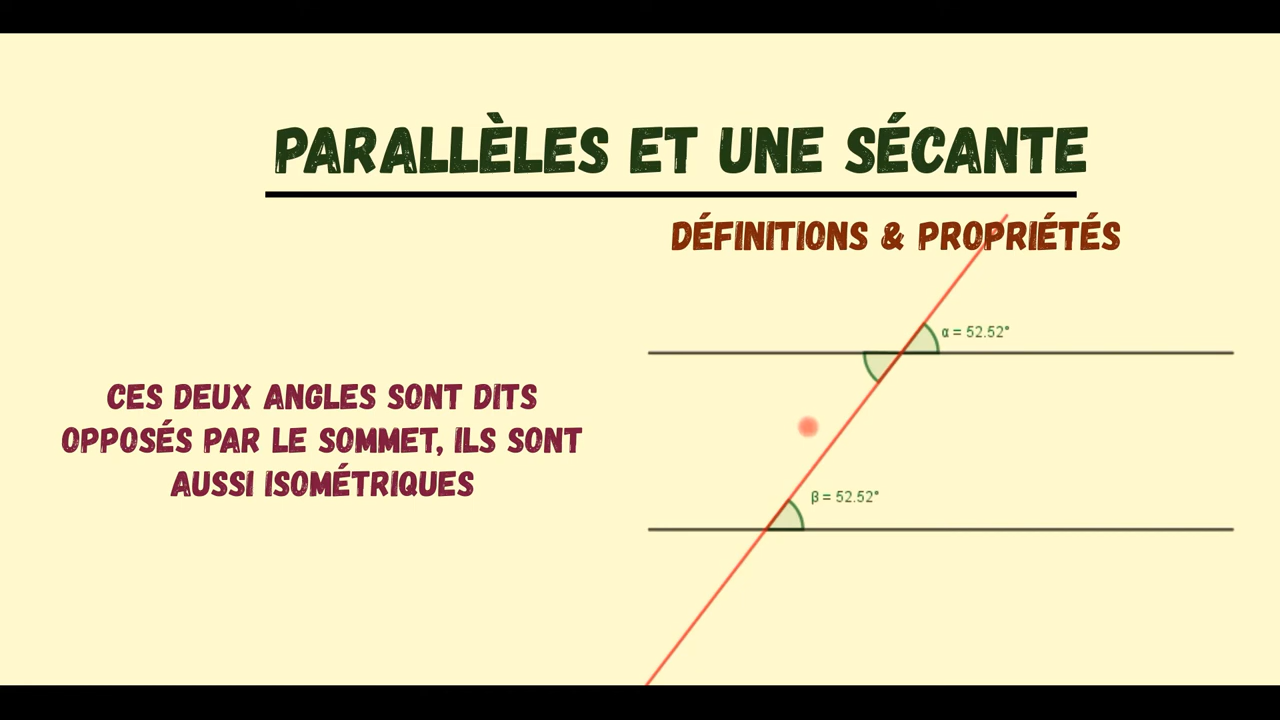 PARALLÈLES ET UNE SÉCANTE
DÉFINITIONS & PROPRIÉTÉS
α = 52.52°
CES DEUX ANGLES SONT DITS
OPPOSÉS PAR LE SOMMET, ILS SONT
AUSSI ISOMÉTRIQUES
β = 52.52°